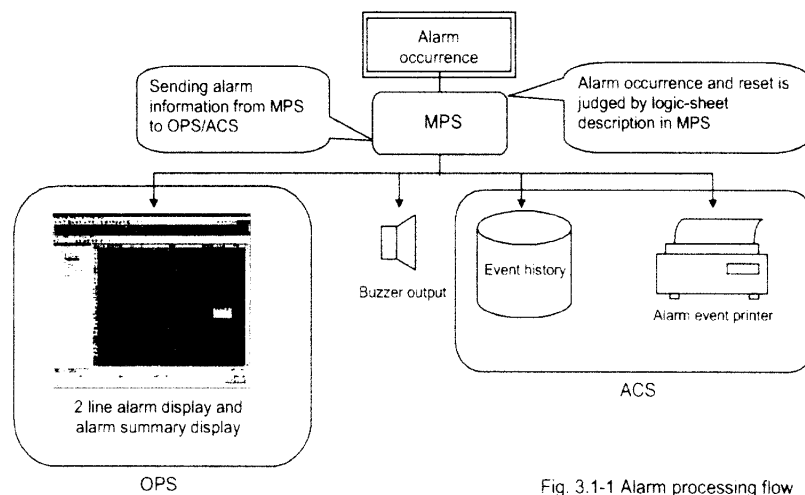 Alarm
occurrence
Sending alarm
information from MPS
to OPS/ACS
MPS
Alarm occurrence and reset is
judged by logic-sheet
description in MPS
Buzzer output
Event history
Alarm event printer
2 line alarm display and
alarm summary display
ACS
OPS
Fig. 3.1-1 Alarm processing flow